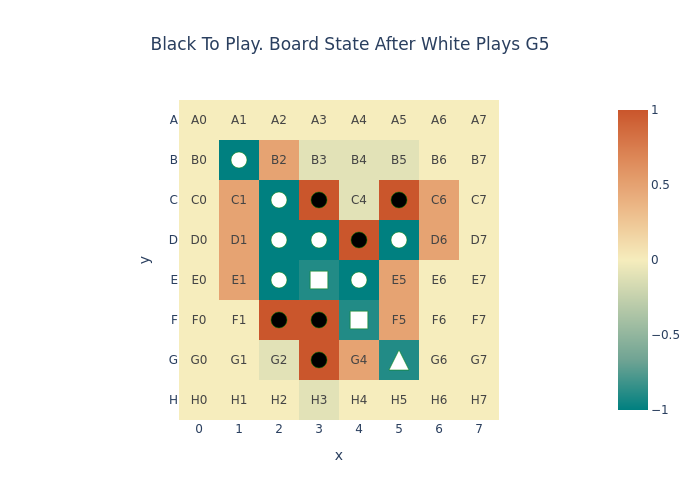 Black To Play. Board State After White Plays G5
A A0 A1 A2 A3 A4 A5 A6 A7
B B0 B2 B3 B4 B5 B6 B7
C C0 C1 C4 C6 C7
D D0 D1 D6 D7
E E0 E1 E5 E6 E7
F F0 F1 F5 F6 F7
G G0 G1 G2 G4 G6 G7
H H0 H1 H2 H3 H4 H5 H6 H7
0 1 2 3 4 5 6 7
x
y
1
0.5
0
−0.5
−1